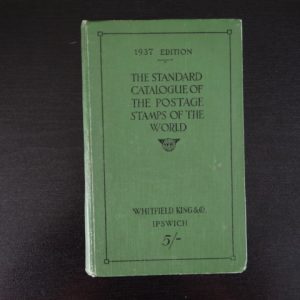 1937 EDITION
THE STANDARD
CATALOGUE OF
THE POSTAGE
STAMPS OF THE
WORLD
WHITFIELD KING & CO.
IPSWICH
5/-